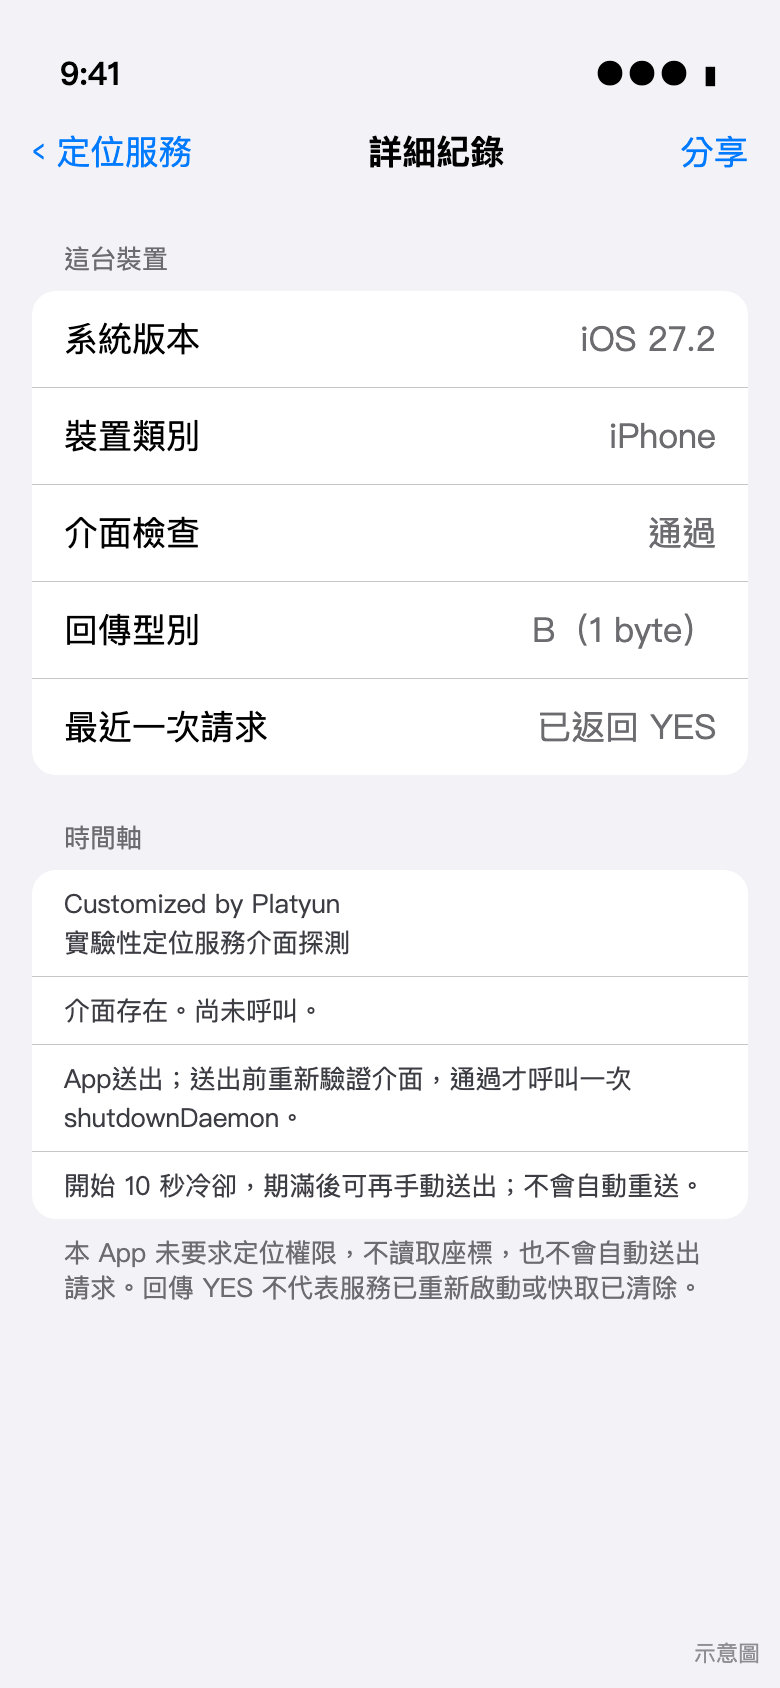 9:41
定位服務
詳細紀錄
分享
這台裝置
系統版本 iOS 27.2
裝置類別 iPhone
介面檢查 通過
回傳型別 B（1 byte）
最近一次請求 已返回 YES
時間軸
Customized by Platyun
實驗性定位服務介面探測
介面存在。尚未呼叫。
App送出；送出前重新驗證介面，通過才呼叫一次
shutdownDaemon。
開始 10 秒冷卻，期滿後可再手動送出；不會自動重送。
本 App 未要求定位權限，不讀取座標，也不會自動送出
請求。回傳 YES 不代表服務已重新啟動或快取已清除。
示意圖